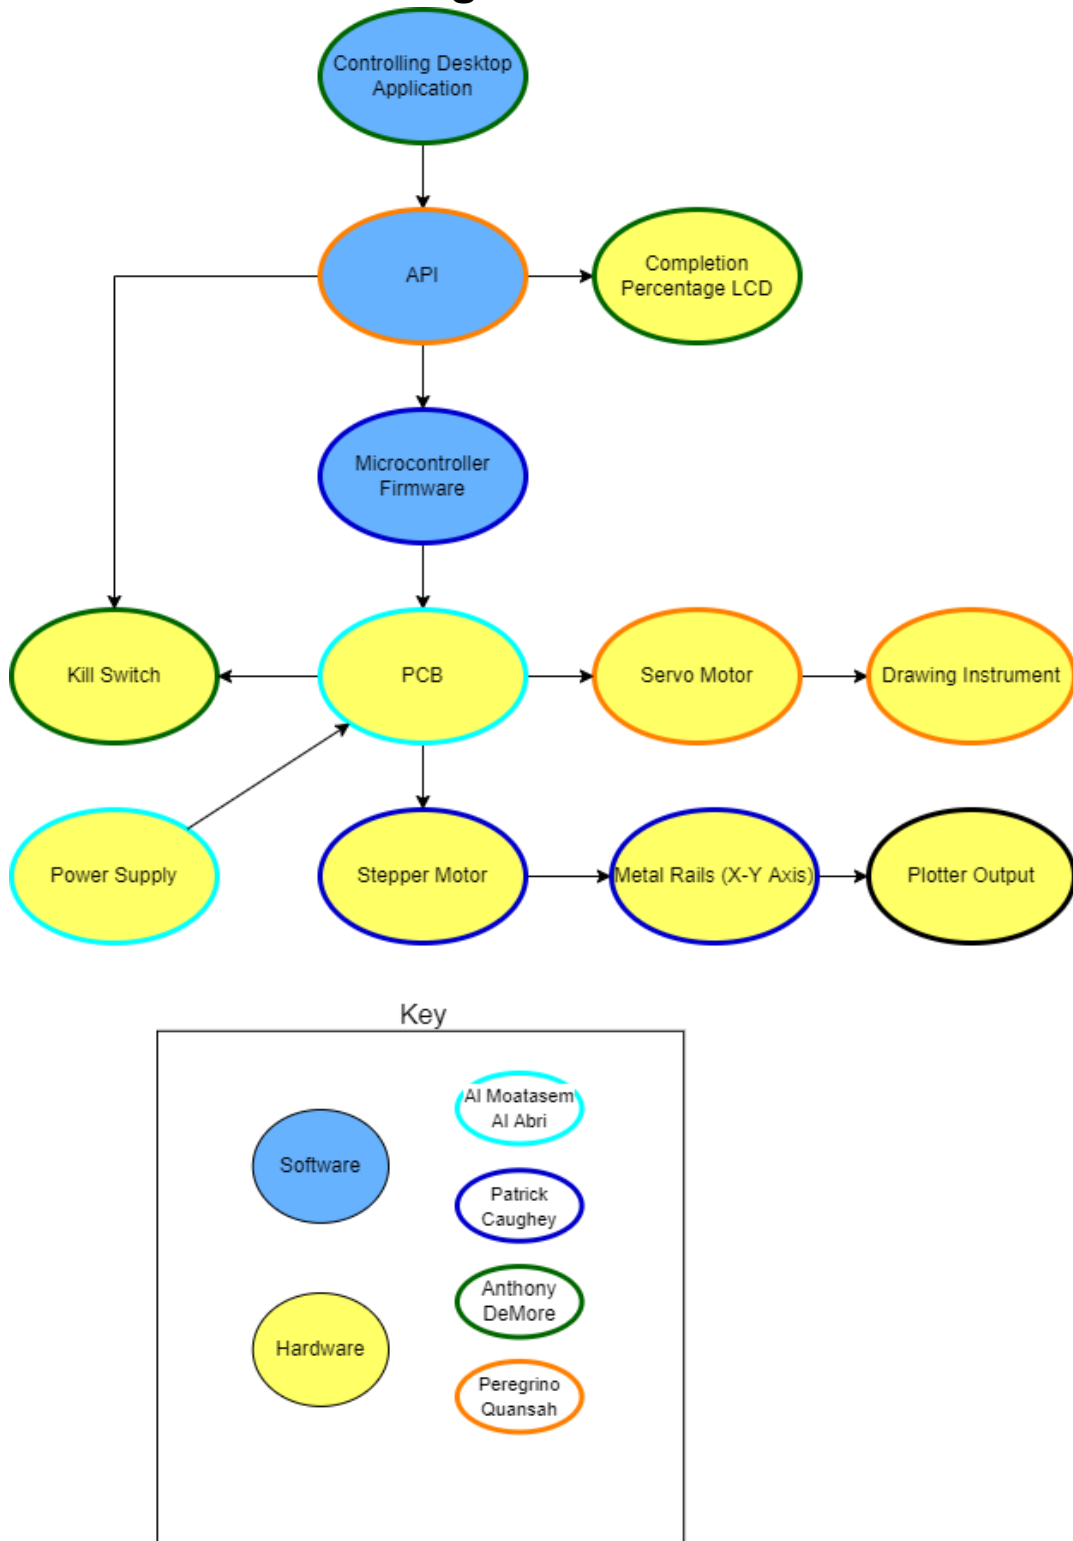 Controlling Desktop
Application
API
Completion
Percentage LCD
Microcontroller
Firmware
Kill Switch
PCB
Servo Motor
Drawing Instrument
Power Supply
Stepper Motor
Metal Rails (X-Y Axis)
Plotter Output
Key
Software
Hardware
Al Moatasem
Al Abri
Patrick
Caughey
Anthony
DeMore
Peregrino
Quansah